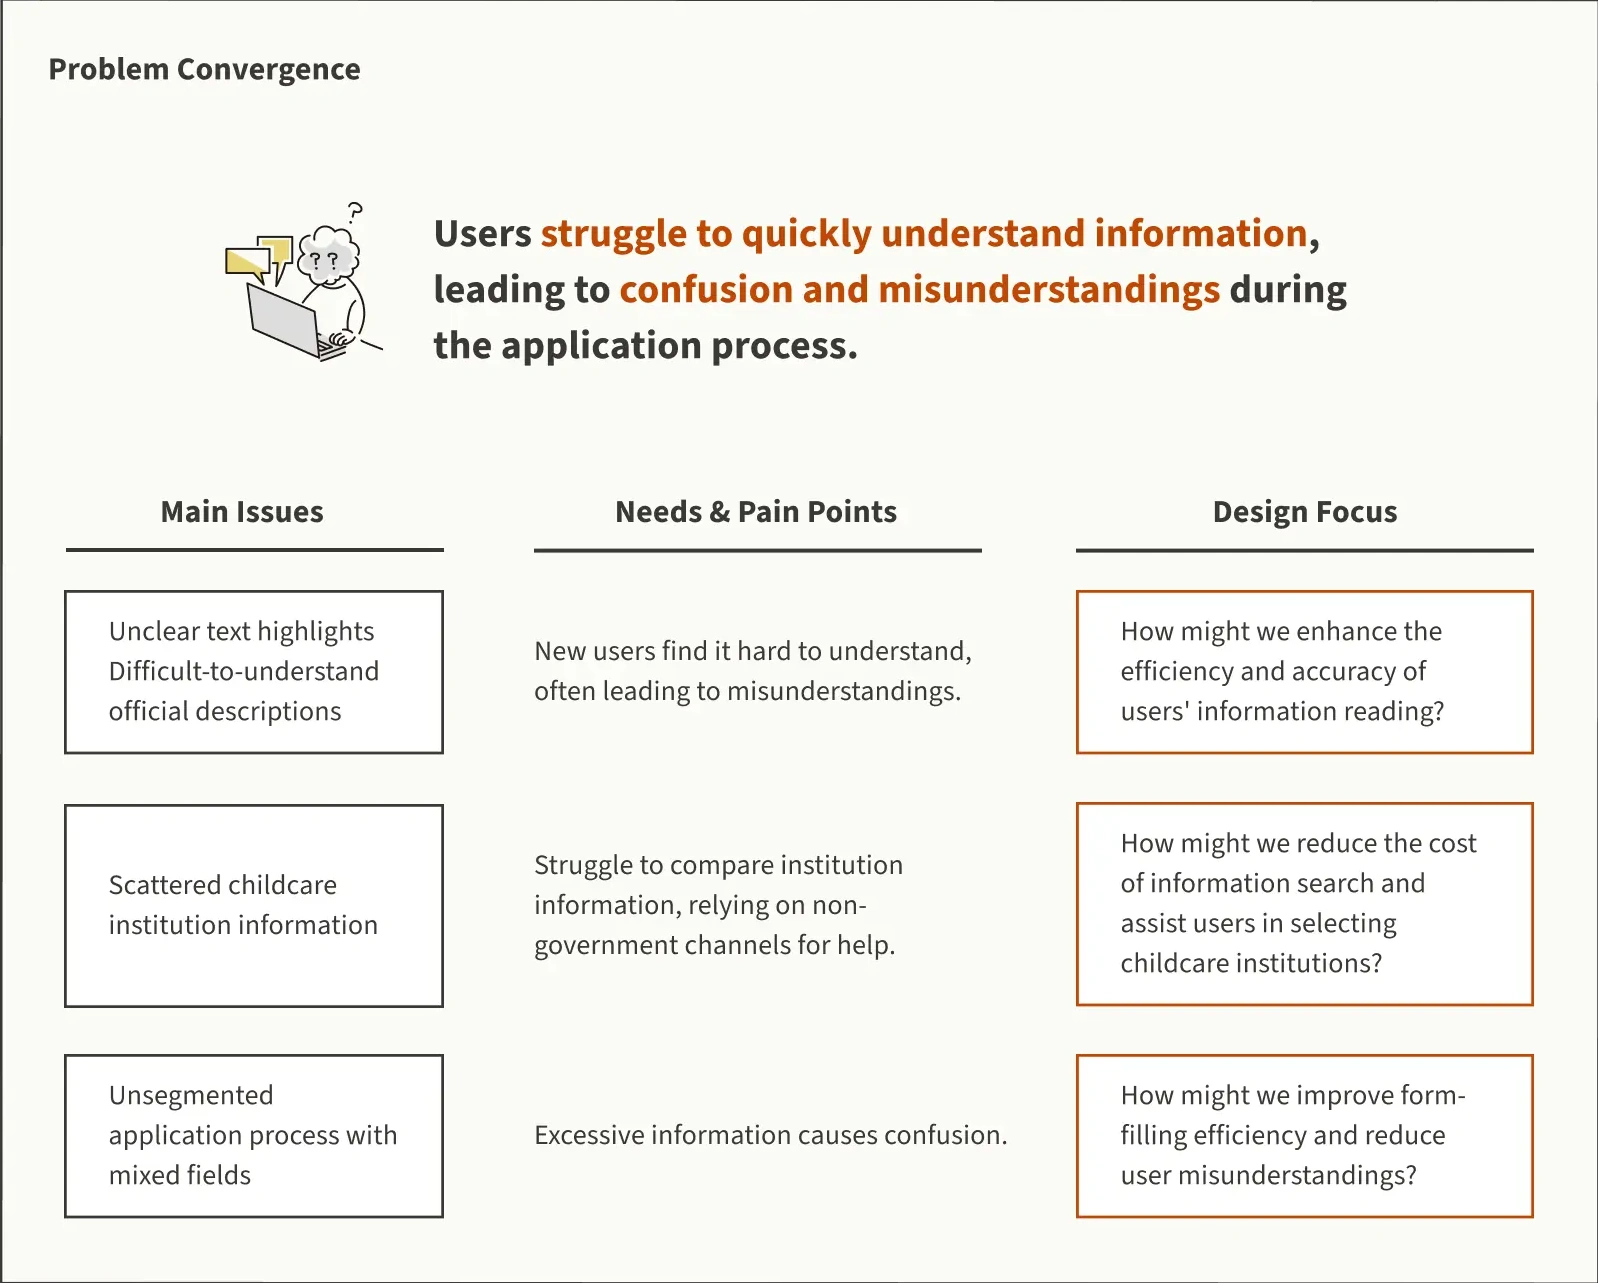 Problem Convergence
?
? ?
Users struggle to quickly understand information,
leading to confusion and misunderstandings during
the application process.
Main Issues
Needs & Pain Points
Design Focus
Unclear text highlights
Difficult-to-understand
official descriptions
New users find it hard to understand,
often leading to misunderstandings.
How might we enhance the
efficiency and accuracy of
users' information reading?
Scattered childcare
institution information
Struggle to compare institution
information, relying on non-
government channels for help.
How might we reduce the cost
of information search and
assist users in selecting
childcare institutions?
Unsegmented
application process with
mixed fields
Excessive information causes confusion.
How might we improve form-
filling efficiency and reduce
user misunderstandings?